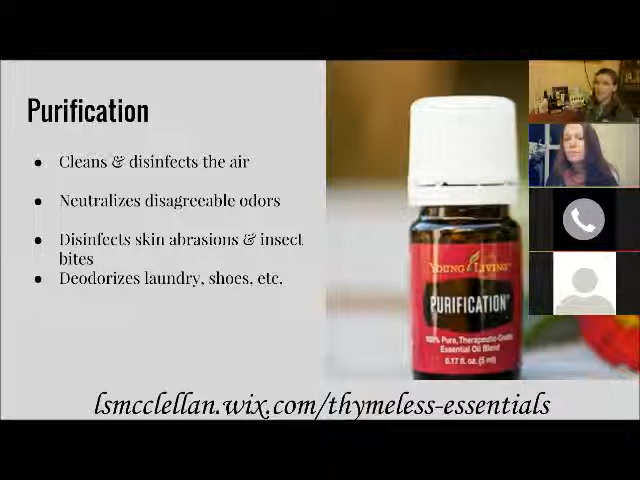 Purification
● Cleans & disinfects the air
● Neutralizes disagreeable odors
● Disinfects skin abrasions & insect
bites
● Deodorizes laundry, shoes, etc.
YOUNG LIVING
PURIFICATION®
100% Pure, Therapeutic-Grade
Essential Oil Blend
0.17 fl. oz. (5 ml)
lsmcclellan.wix.com/thymeless-essentials